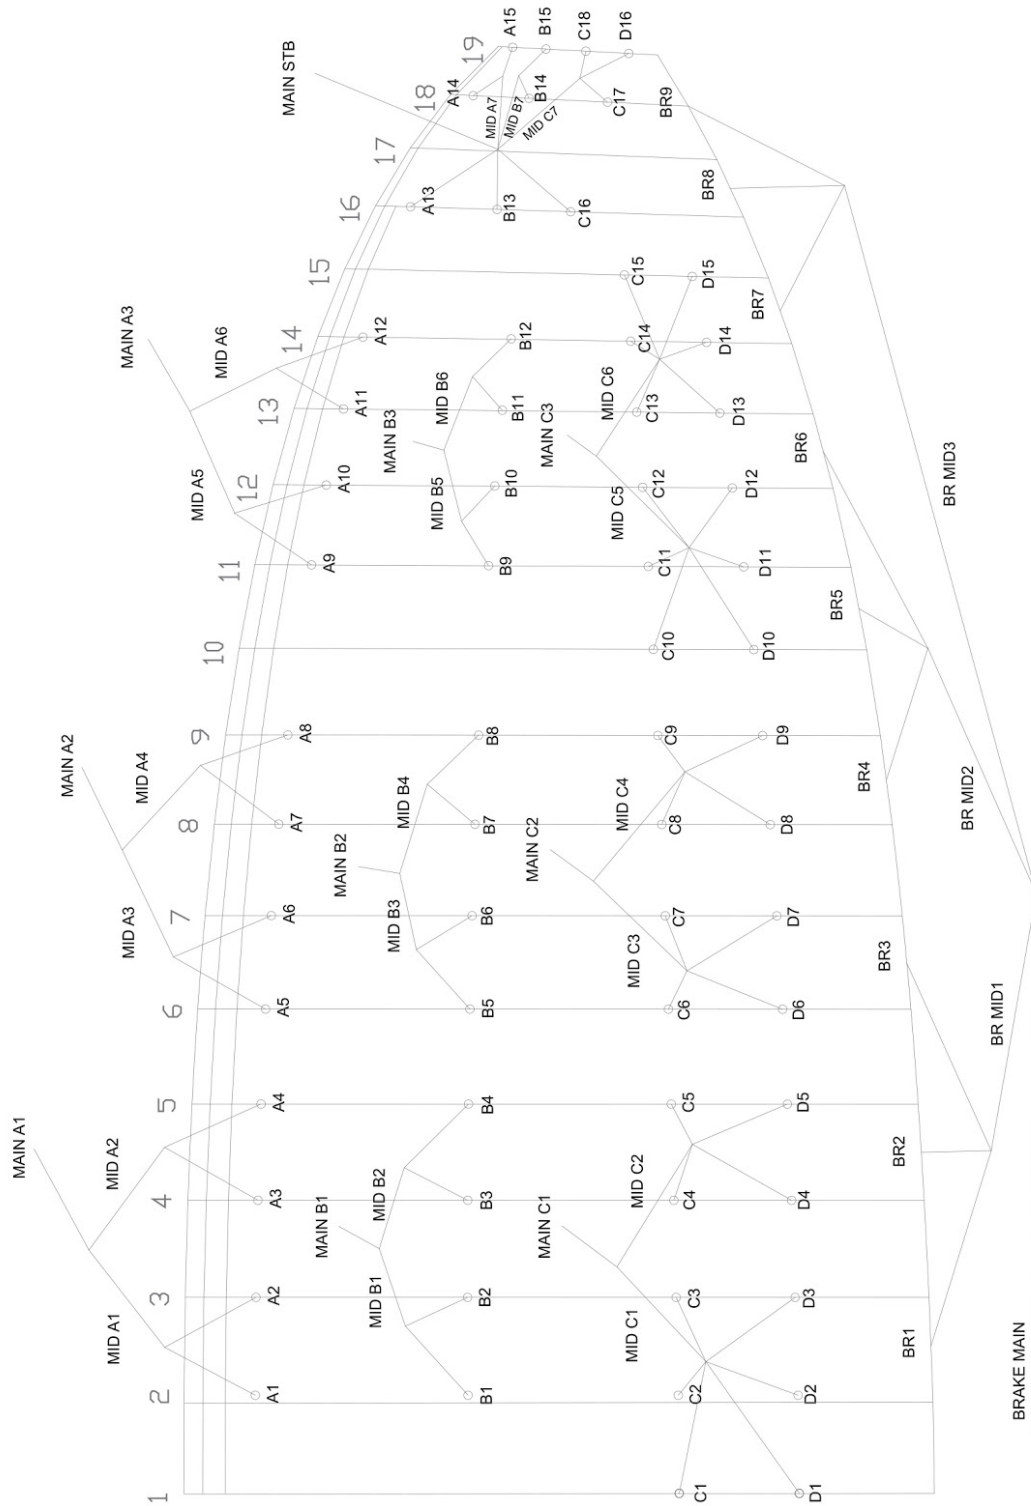 MAIN A1
MAIN A2
MAIN A3
MAIN STB
MID A1
MID A2
MID A3
MID A4
MID A5
MID A6
1
2
3
4
5
6
7
8
9
10
11
12
13
14
15
16
17
18
19
A1
A2
A3
A4
A5
A6
A7
A8
A9
A10
A11
A12
A13
A14
A15
MID A7
MID B7
MID C7
MAIN B1
MAIN B2
MAIN B3
MID B1
MID B2
MID B3
MID B4
MID B5
MID B6
B1
B2
B3
B4
B5
B6
B7
B8
B9
B10
B11
B12
B13
B14
B15
MAIN C1
MAIN C2
MAIN C3
MID C1
MID C2
MID C3
MID C4
MID C5
MID C6
C1
C2
C3
C4
C5
C6
C7
C8
C9
C10
C11
C12
C13
C14
C15
C16
C17
C18
D1
D2
D3
D4
D5
D6
D7
D8
D9
D10
D11
D12
D13
D14
D15
D16
BR1
BR2
BR3
BR4
BR5
BR6
BR7
BR8
BR9
BR MID1
BR MID2
BR MID3
BRAKE MAIN